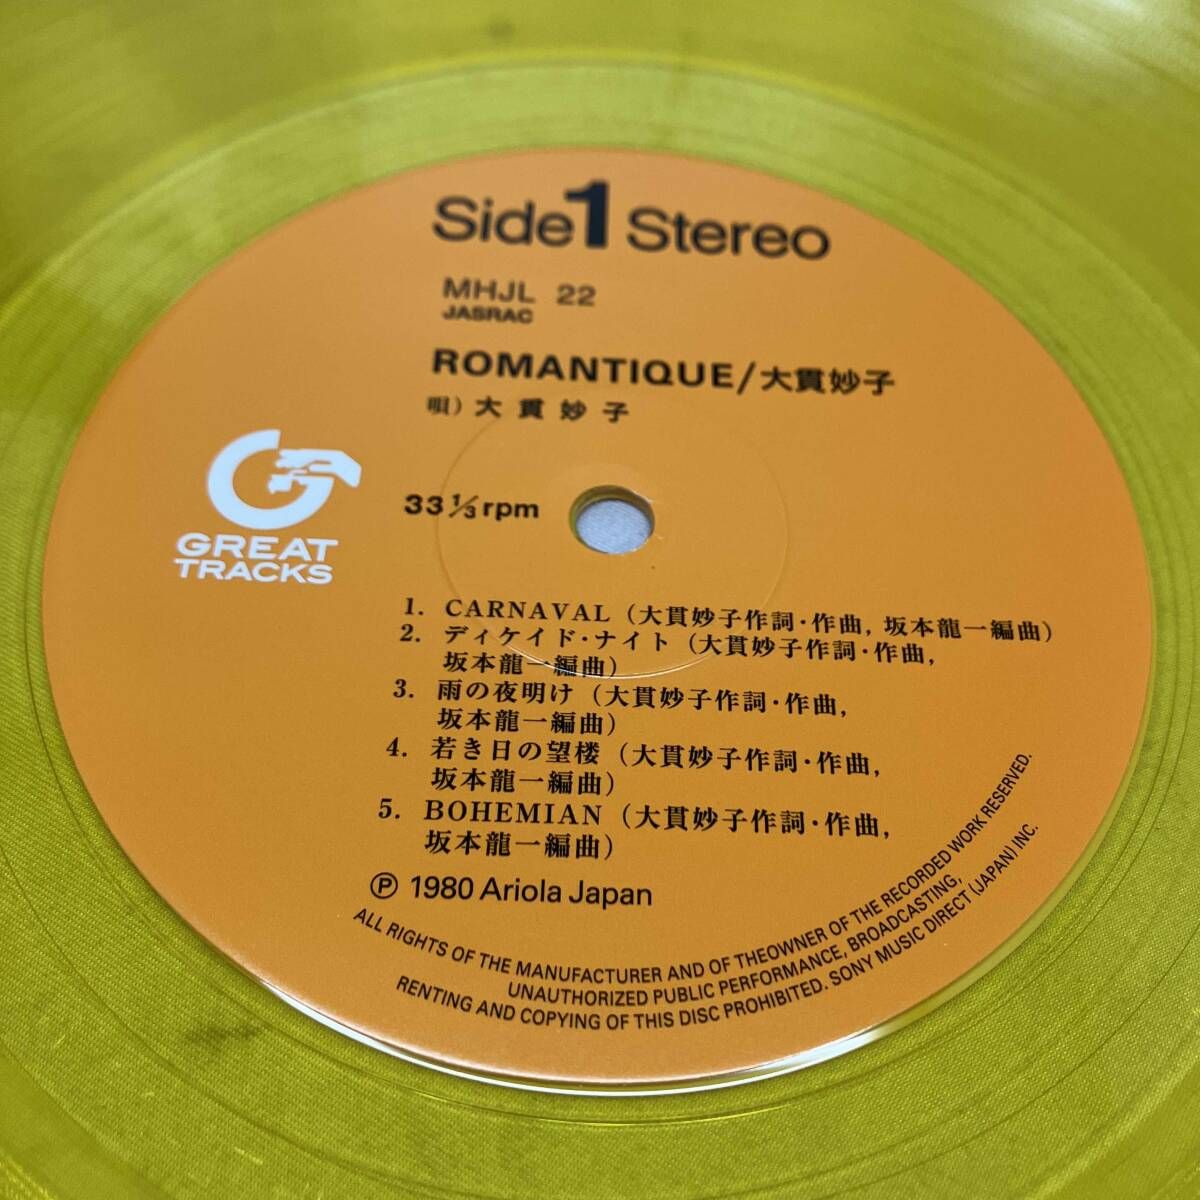 Side 1 Stereo
MHJL 22
JASRAC
ROMANTIQUE/大貫妙子
唄) 大貫妙子
33 1/3 rpm
GREAT
TRACKS
1. CARNAVAL (大貫妙子作詞・作曲, 坂本龍一編曲)
2. ディケイド・ナイト (大貫妙子作詞・作曲,
坂本龍一編曲)
3. 雨の夜明け (大貫妙子作詞・作曲,
坂本龍一編曲)
4. 若き日の望楼 (大貫妙子作詞・作曲,
坂本龍一編曲)
5. BOHEMIAN (大貫妙子作詞・作曲,
坂本龍一編曲)
Ⓟ 1980 Ariola Japan
ALL RIGHTS OF THE MANUFACTURER AND OF THEOWNER OF THE RECORDED WORK RESERVED.
UNAUTHORIZED PUBLIC PERFORMANCE, BROADCASTING,
RENTING AND COPYING OF THIS DISC PROHIBITED. SONY MUSIC DIRECT (JAPAN) INC.